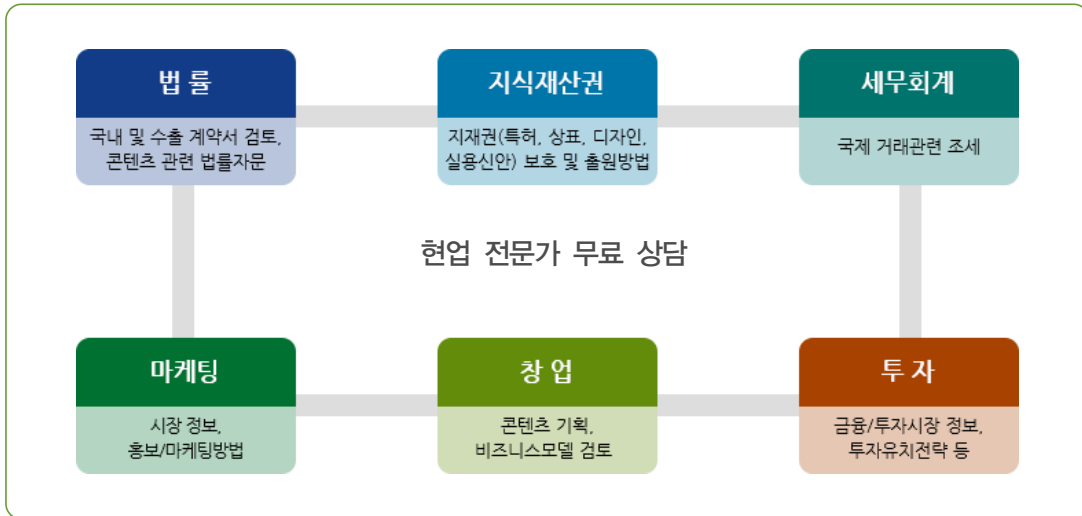 법 률
국내 및 수출 계약서 검토,
콘텐츠 관련 법률자문
지식재산권
지재권(특허, 상표, 디자인,
실용신안) 보호 및 출원방법
세무회계
국제 거래관련 조세
현업 전문가 무료 상담
마케팅
시장 정보,
홍보/마케팅방법
창 업
콘텐츠 기획,
비즈니스모델 검토
투 자
금융/투자시장 정보,
투자유치전략 등